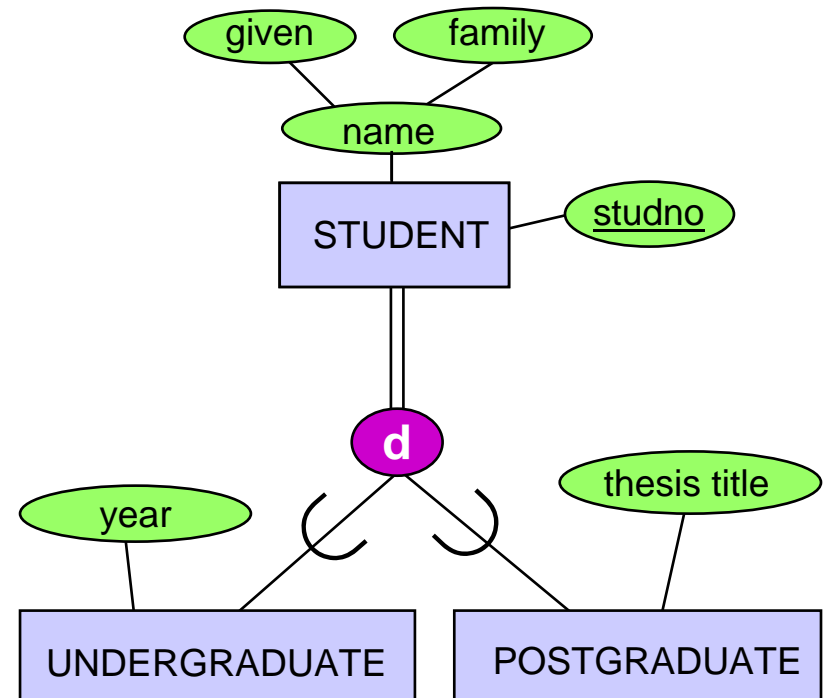 given
family
name
studno
STUDENT
d
thesis title
year
UNDERGRADUATE
POSTGRADUATE